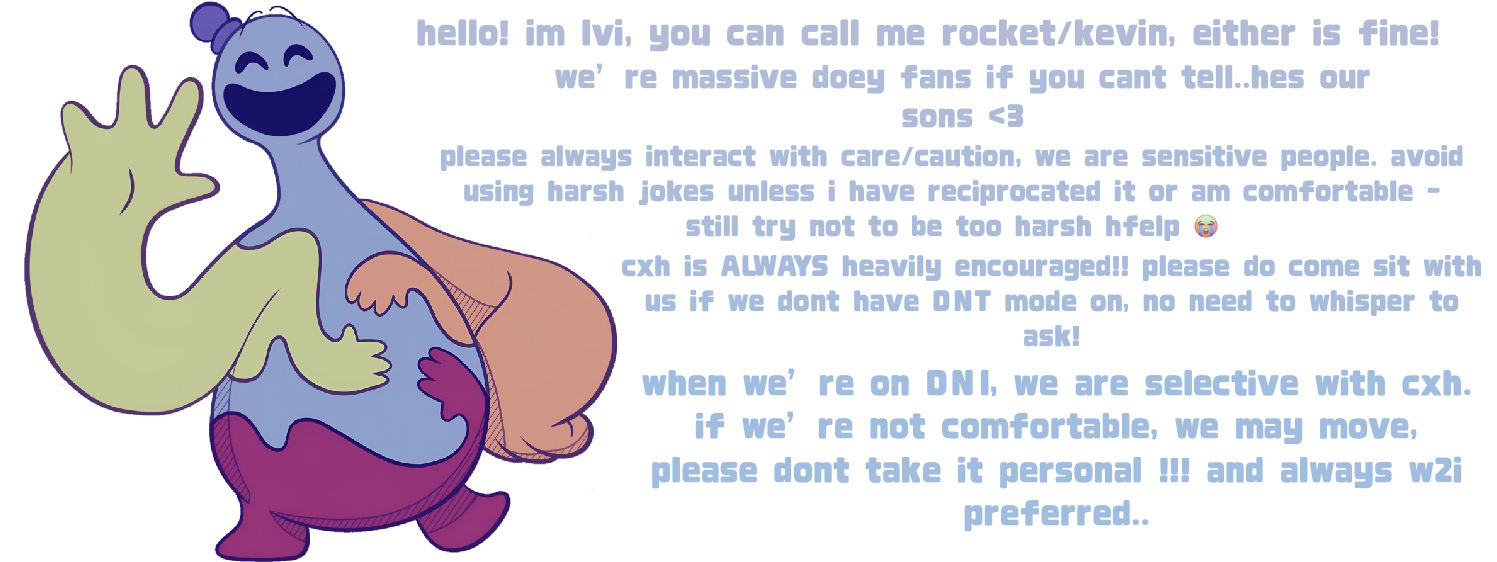 hello! im lvi, you can call me rocket/kevin, either is fine!
we’re massive doey fans if you cant tell..hes our
sons <3
please always interact with care/caution, we are sensitive people. avoid
using harsh jokes unless i have reciprocated it or am comfortable -
still try not to be too harsh hfelp 😭
cxh is ALWAYS heavily encouraged!! please do come sit with
us if we dont have DNT mode on, no need to whisper to
ask!
when we’re on DNI, we are selective with cxh.
if we’re not comfortable, we may move,
please dont take it personal !!! and always w2i
preferred..